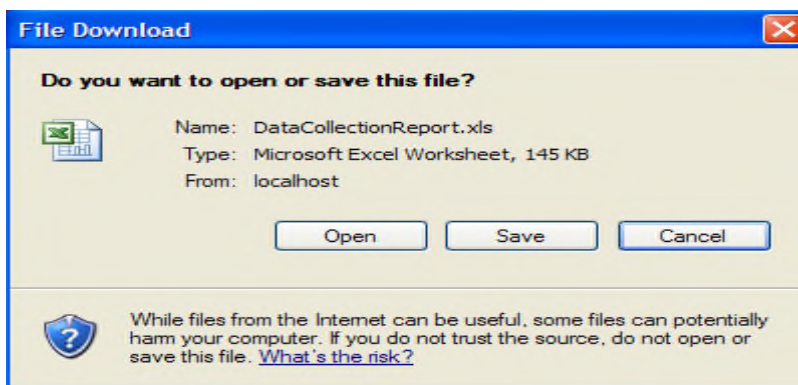 File Download
Do you want to open or save this file?
Name: DataCollectionReport.xls
Type: Microsoft Excel Worksheet, 145 KB
From: localhost
Open Save Cancel
While files from the Internet can be useful, some files can potentially
harm your computer. If you do not trust the source, do not open or
save this file. What's the risk?